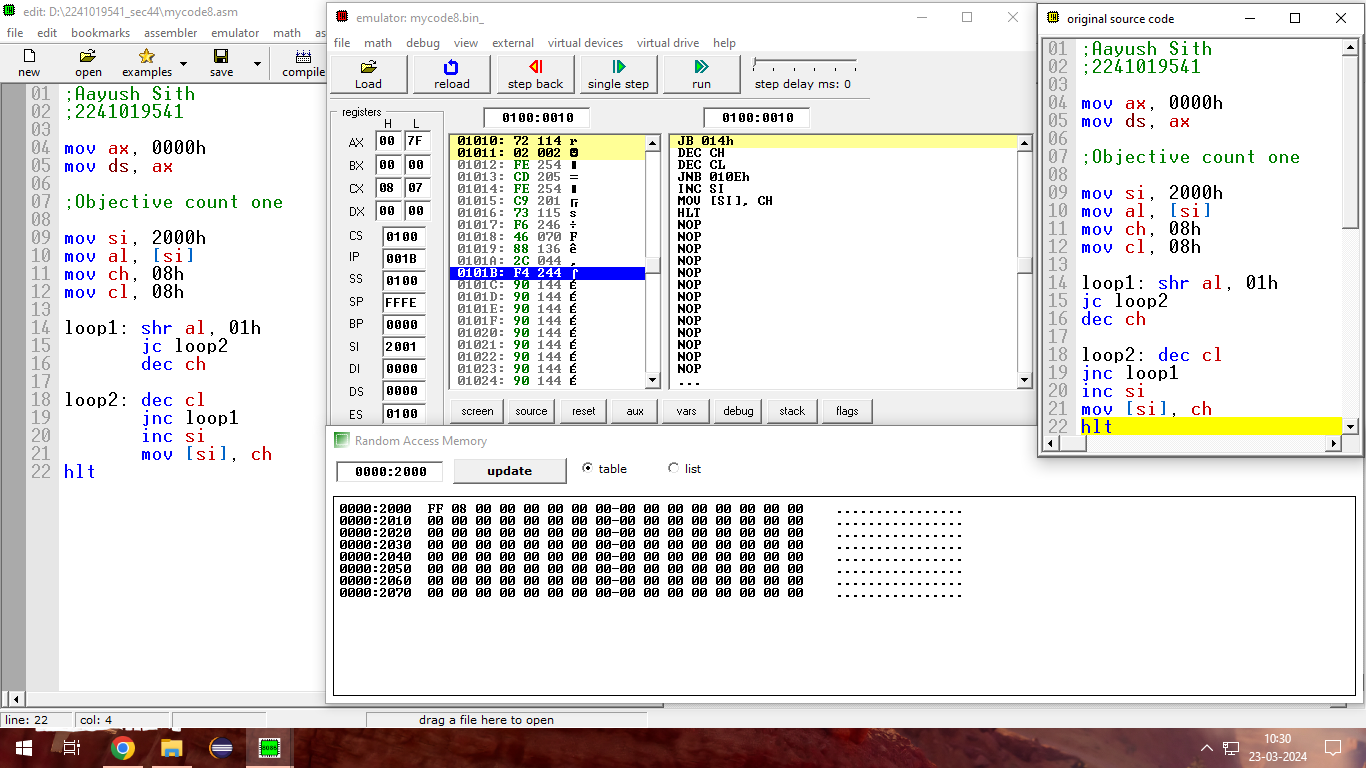 edit: D:\2241019541_sec44\mycode8.asm
file edit bookmarks assembler emulator math as
new open examples save compile
01 ;Aayush Sith
02 ;2241019541
03
04 mov ax, 0000h
05 mov ds, ax
06
07 ;Objective count one
08
09 mov si, 2000h
10 mov al, [si]
11 mov ch, 08h
12 mov cl, 08h
13
14 loop1: shr al, 01h
15 jc loop2
16 dec ch
17
18 loop2: dec cl
19 jnc loop1
20 inc si
21 mov [si], ch
22 hlt
line: 22 col: 4 drag a file here to open
emulator: mycode8.bin_
file math debug view external virtual devices virtual drive help
Load reload step back single step run step delay ms: 0
registers
H L
AX 00 7F
BX 00 00
CX 08 07
DX 00 00
CS 0100
IP 001B
SS 0100
SP FFFE
BP 0000
SI 2001
DI 0000
DS 0000
ES 0100
0100:0010 0100:0010
01010: 72 114 r
01011: 02 002 ☻
01012: FE 254 ■
01013: CD 205 =
01014: FE 254 ■
01015: C9 201 ╔
01016: 73 115 s
01017: F6 246 ÷
01018: 46 070 F
01019: 88 136 ê
0101A: 2C 044 ,
0101B: F4 244 ⌠
0101C: 90 144 É
0101D: 90 144 É
0101E: 90 144 É
0101F: 90 144 É
01020: 90 144 É
01021: 90 144 É
01022: 90 144 É
01023: 90 144 É
01024: 90 144 É
JB 014h
DEC CH
DEC CL
JNB 010Eh
INC SI
MOV [SI], CH
HLT
NOP
NOP
NOP
NOP
NOP
NOP
NOP
NOP
NOP
NOP
NOP
NOP
NOP
...
screen source reset aux vars debug stack flags
Random Access Memory
0000:2000 update table list
0000:2000 FF 08 00 00 00 00 00 00-00 00 00 00 00 00 00 00 ................
0000:2010 00 00 00 00 00 00 00 00-00 00 00 00 00 00 00 00 ................
0000:2020 00 00 00 00 00 00 00 00-00 00 00 00 00 00 00 00 ................
0000:2030 00 00 00 00 00 00 00 00-00 00 00 00 00 00 00 00 ................
0000:2040 00 00 00 00 00 00 00 00-00 00 00 00 00 00 00 00 ................
0000:2050 00 00 00 00 00 00 00 00-00 00 00 00 00 00 00 00 ................
0000:2060 00 00 00 00 00 00 00 00-00 00 00 00 00 00 00 00 ................
0000:2070 00 00 00 00 00 00 00 00-00 00 00 00 00 00 00 00 ................
original source code
01 ;Aayush Sith
02 ;2241019541
03
04 mov ax, 0000h
05 mov ds, ax
06
07 ;Objective count one
08
09 mov si, 2000h
10 mov al, [si]
11 mov ch, 08h
12 mov cl, 08h
13
14 loop1: shr al, 01h
15 jc loop2
16 dec ch
17
18 loop2: dec cl
19 jnc loop1
20 inc si
21 mov [si], ch
22 hlt
8086
10:30
23-03-2024